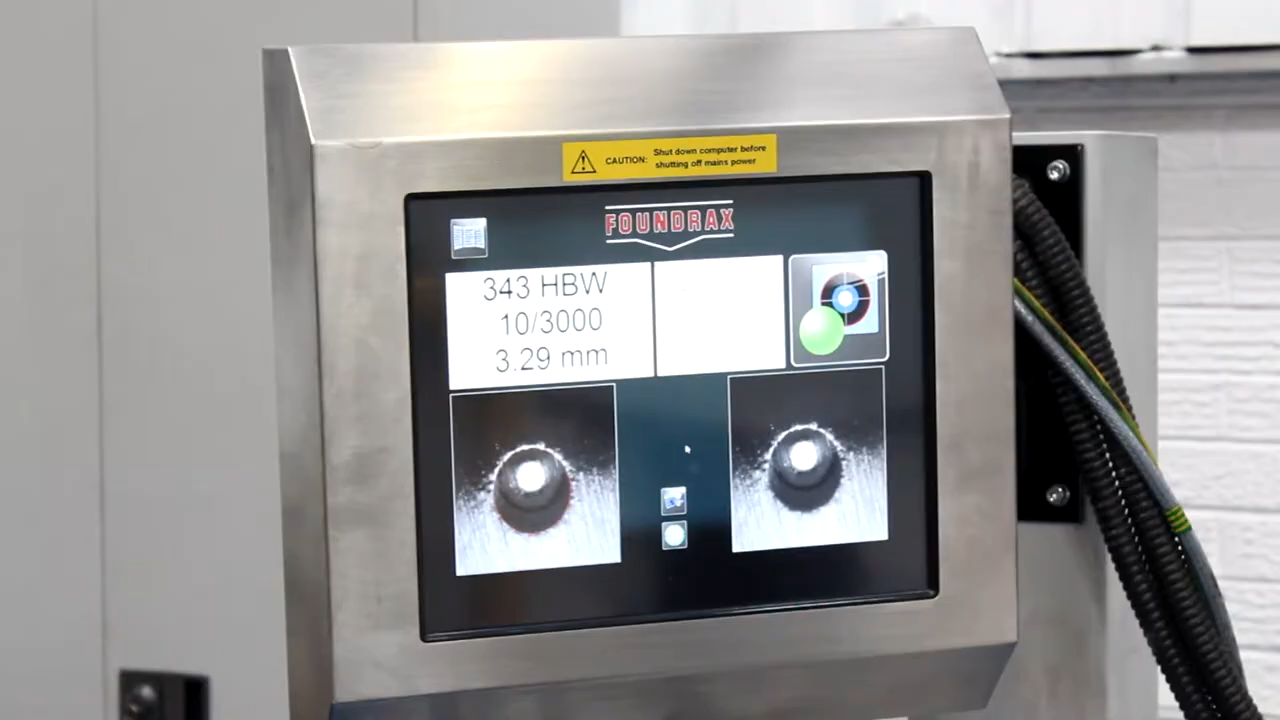 CAUTION: Shut down computer before
shutting off mains power
FOUNDRAX
343 HBW
10/3000
3.29 mm